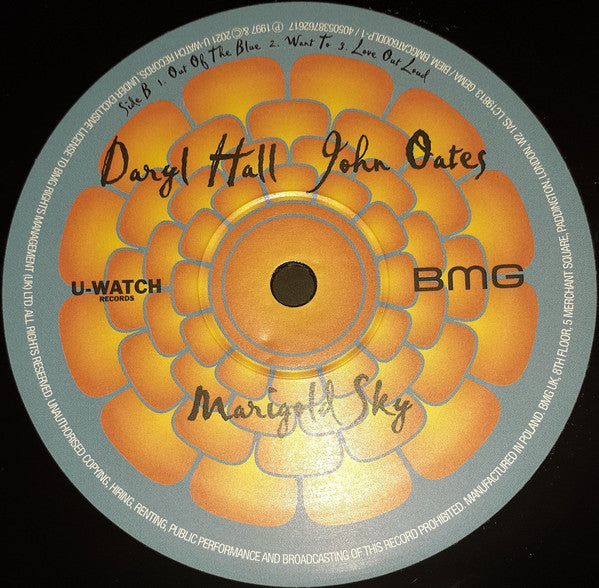 Side B 1. Out Of The Blue 2. Want To 3. Love Out Loud
Daryl Hall John Oates
U-WATCH
RECORDS
BMG
Marigold Sky
℗ 1997 & © 2021 U-WATCH RECORDS, UNDER EXCLUSIVE LICENSE TO BMG RIGHTS MANAGEMENT (UK) LTD. ALL RIGHTS RESERVED. UNAUTHORISED COPYING, HIRING, RENTING, PUBLIC PERFORMANCE AND BROADCASTING OF THIS RECORD PROHIBITED. MANUFACTURED IN POLAND. BMG UK, 8TH FLOOR, 5 MERCHANT SQUARE, PADDINGTON, LONDON, W2 1AS. LC19813 GEMA / BIEM BMGCAT600DLP / 1 / 4050538762617